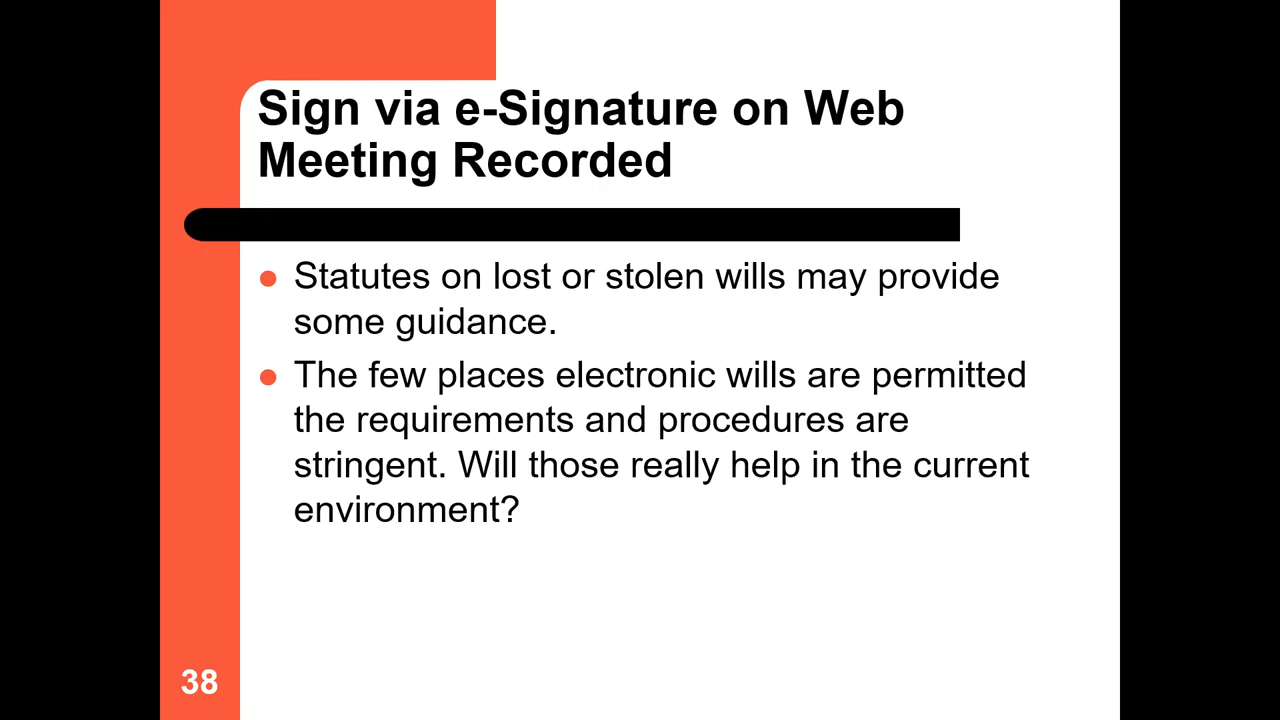 Sign via e-Signature on Web
Meeting Recorded
Statutes on lost or stolen wills may provide
some guidance.
The few places electronic wills are permitted
the requirements and procedures are
stringent. Will those really help in the current
environment?
38